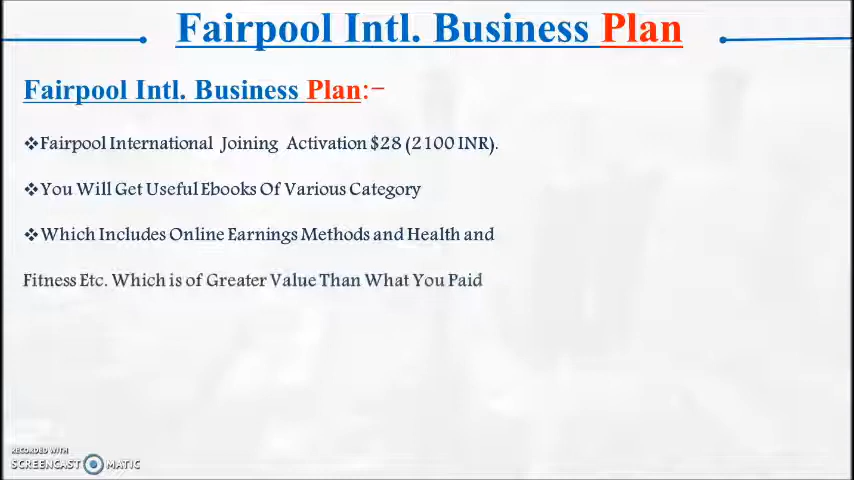 Fairpool Intl. Business Plan
Fairpool Intl. Business Plan:-
❖Fairpool International Joining Activation $28 (2100 INR).
❖You Will Get Useful Ebooks Of Various Category
❖Which Includes Online Earnings Methods and Health and
Fitness Etc. Which is of Greater Value Than What You Paid
RECORDED WITH
SCREENCAST MATIC